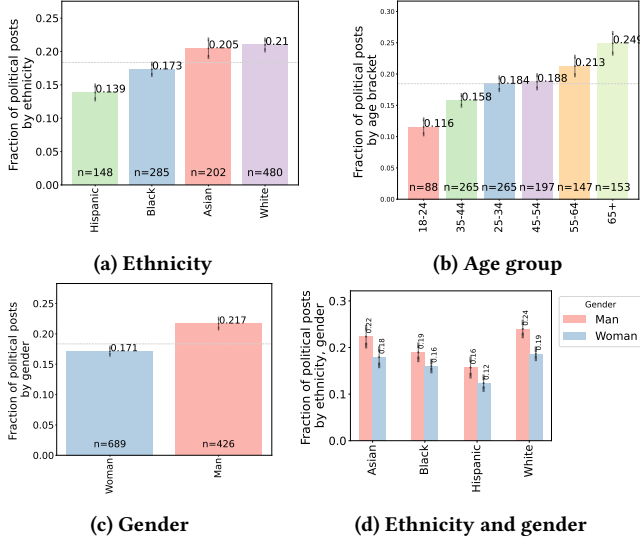 Fraction of political posts
by ethnicity
0.25
0.20
0.15
0.10
0.05
0.00
0.139
0.173
0.205
0.21
n=148
n=285
n=202
n=480
Hispanic
Black
Asian
White
(a) Ethnicity
Fraction of political posts
by age bracket
0.30
0.25
0.20
0.15
0.10
0.05
0.00
0.116
0.158
0.184
0.188
0.213
0.249
n=88
n=265
n=265
n=197
n=147
n=153
18-24
35-44
25-34
45-54
55-64
65+
(b) Age group
Fraction of political posts
by gender
0.25
0.20
0.15
0.10
0.05
0.00
0.171
0.217
n=689
n=426
Woman
Man
(c) Gender
Fraction of political posts
by ethnicity, gender
0.3
0.2
0.1
0.0
0.22
0.18
0.19
0.16
0.16
0.12
0.24
0.19
Asian
Black
Hispanic
White
Gender
Man
Woman
(d) Ethnicity and gender